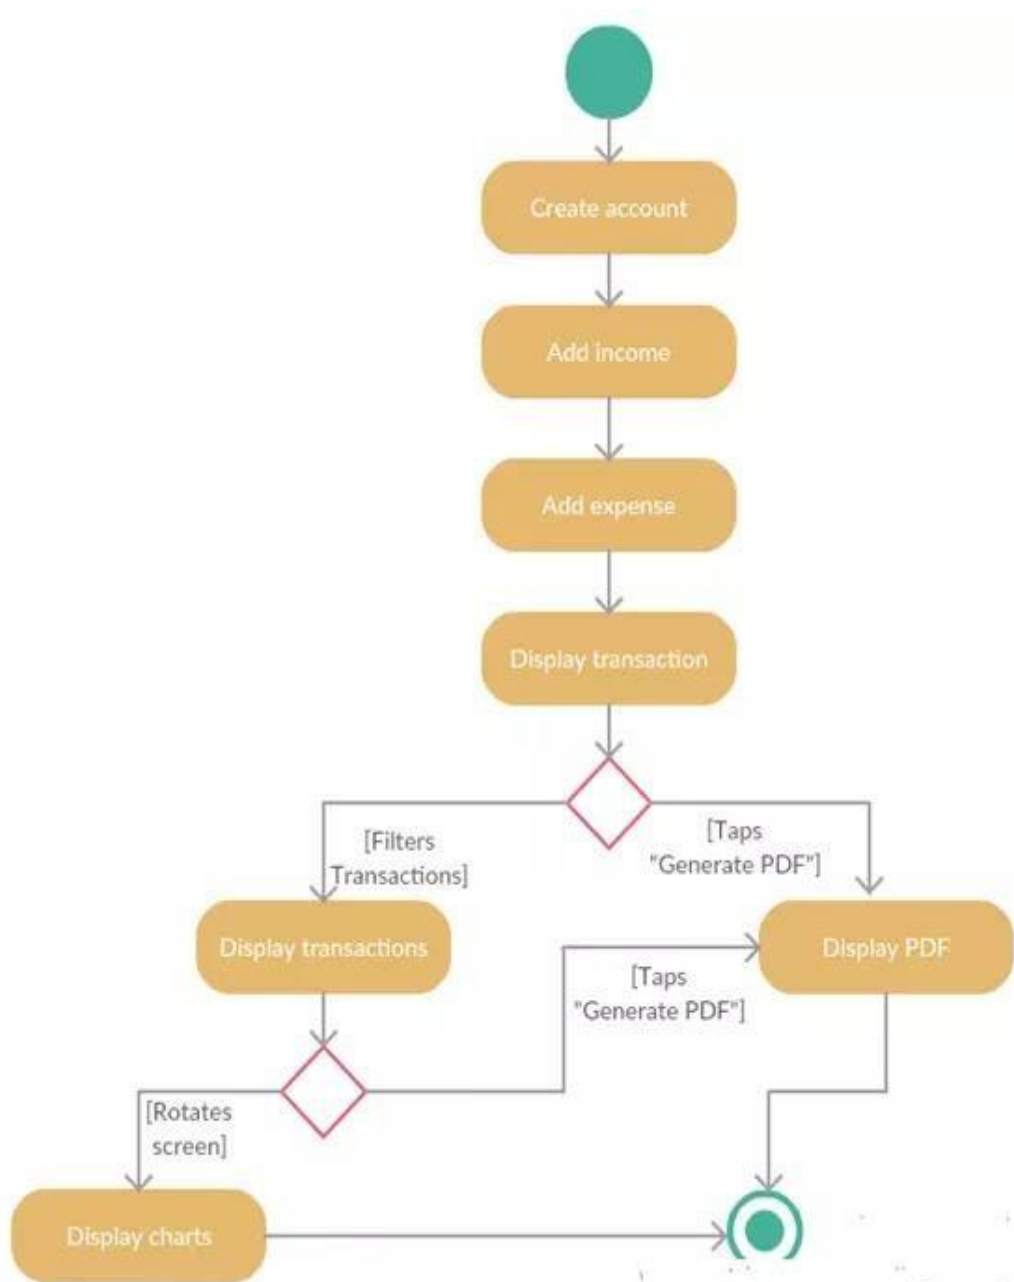 Create account
Add income
Add expense
Display transaction
[Filters
Transactions]
[Taps
"Generate PDF"]
Display transactions
Display PDF
[Taps
"Generate PDF"]
[Rotates
screen]
Display charts